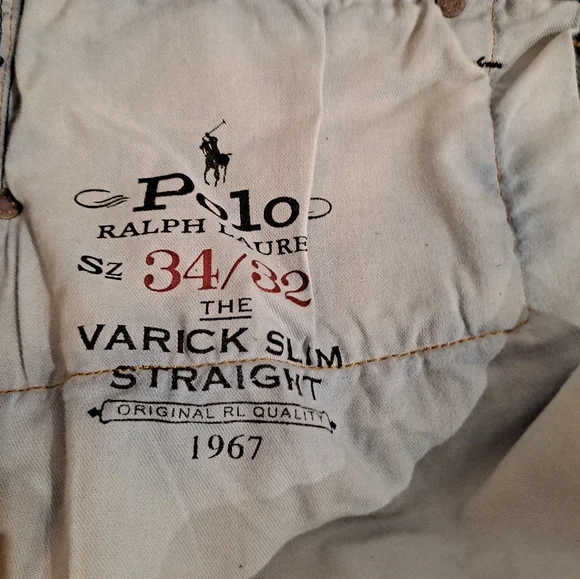 Polo
RALPH LAURE
Sz 34/32
THE
VARICK SLIM
STRAIGHT
ORIGINAL RL QUALITY
1967